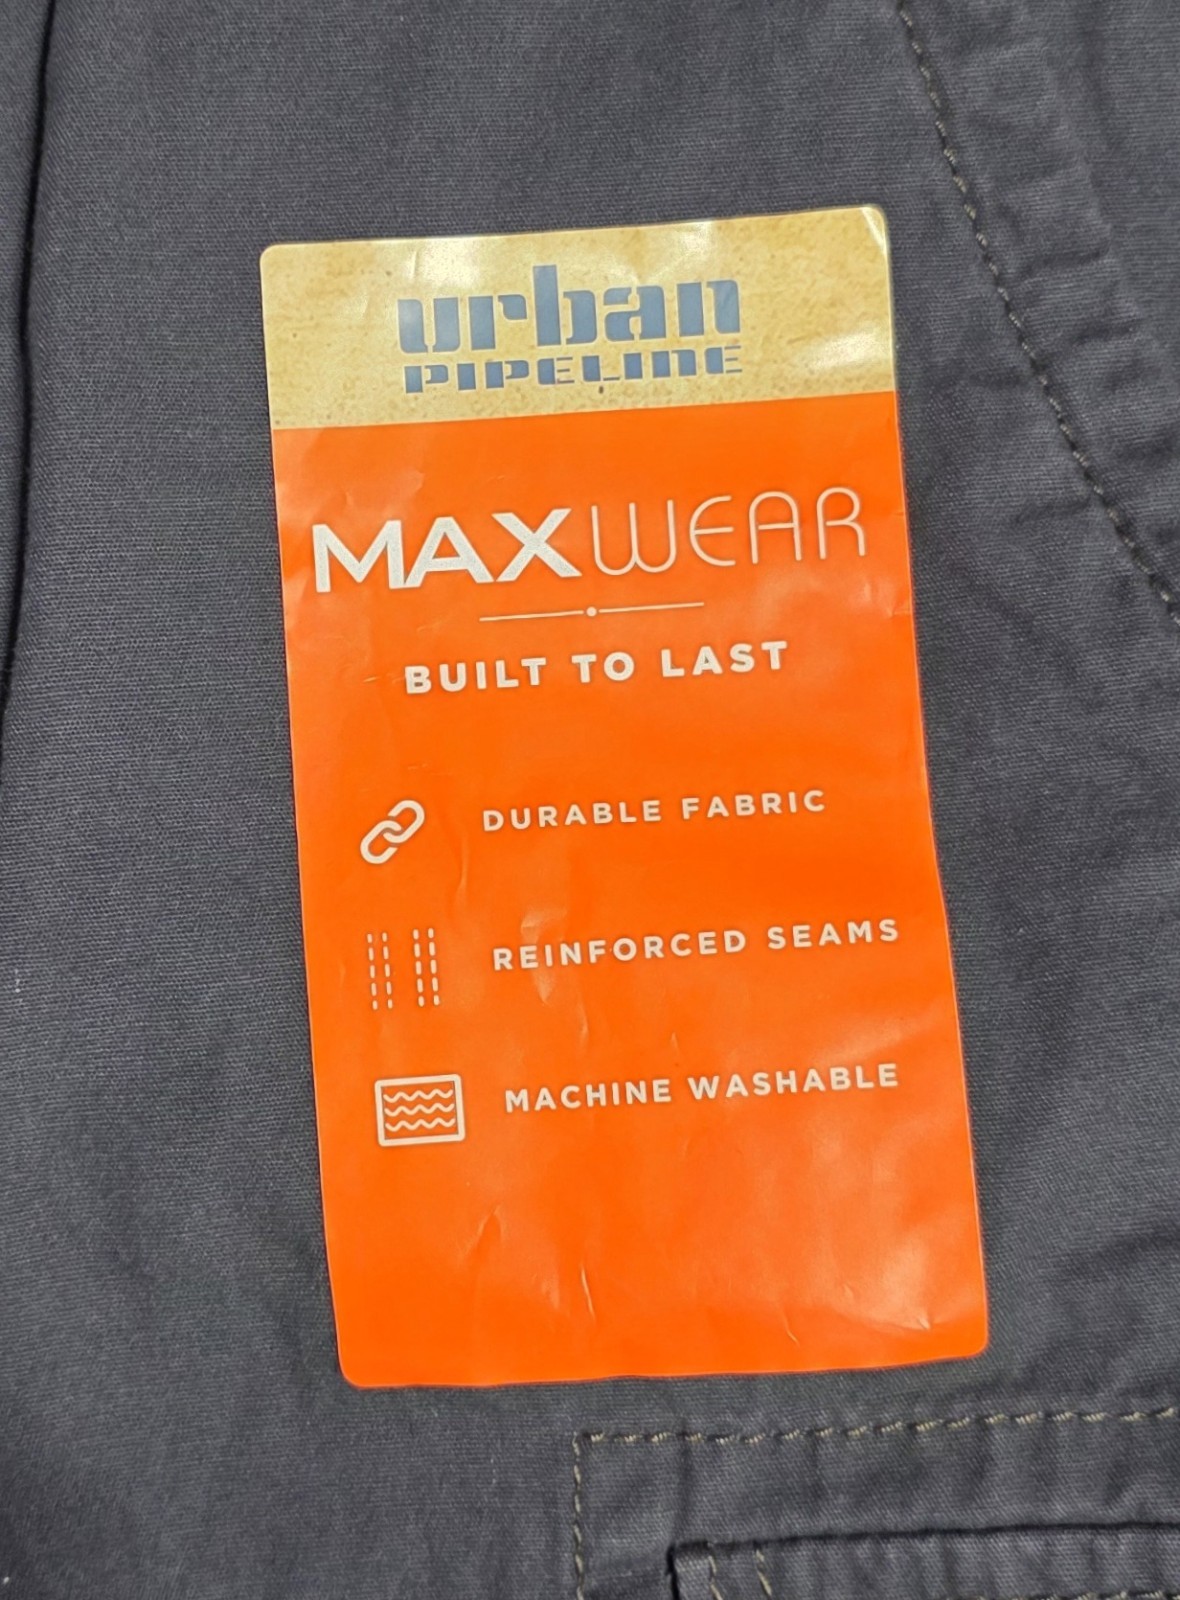 urban
PIPELINE
MAXWEAR
BUILT TO LAST
DURABLE FABRIC
REINFORCED SEAMS
MACHINE WASHABLE